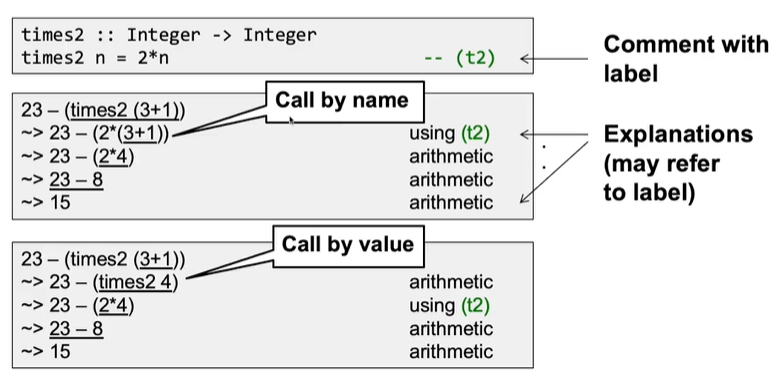 times2 :: Integer -> Integer
times2 n = 2*n -- (t2)
Comment with
label
23 – (times2 (3+1))
Call by name
~> 23 – (2*(3+1)) using (t2)
~> 23 – (2*4) arithmetic
~> 23 – 8 arithmetic
~> 15 arithmetic
Explanations
(may refer
to label)
Call by value
23 – (times2 (3+1))
~> 23 – (times2 4) arithmetic
~> 23 – (2*4) using (t2)
~> 23 – 8 arithmetic
~> 15 arithmetic